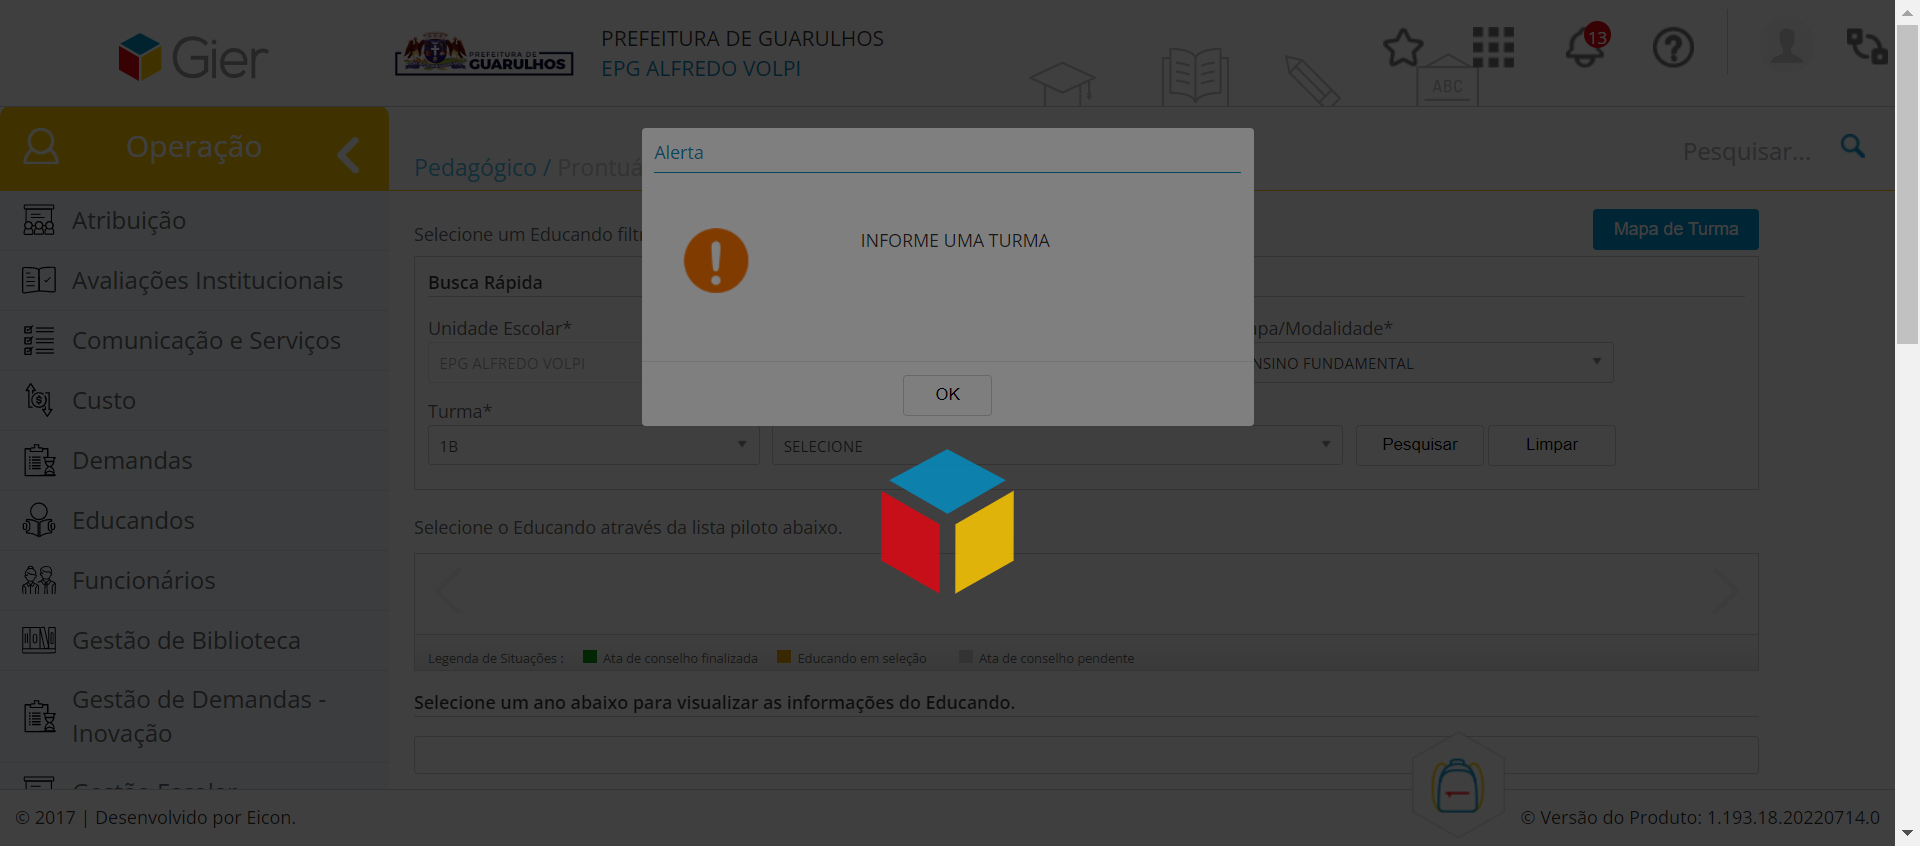 Gier
PREFEITURA DE
GUARULHOS
PREFEITURA DE GUARULHOS
EPG ALFREDO VOLPI
ABC
13
Operação
Pedagógico / Prontuá
Pesquisar...
Alerta
INFORME UMA TURMA
OK
Atribuição
Avaliações Institucionais
Comunicação e Serviços
Custo
Demandas
Educandos
Funcionários
Gestão de Biblioteca
Gestão de Demandas -
Inovação
Gestão Escolar
Selecione um Educando filtr
Mapa de Turma
Busca Rápida
Unidade Escolar*
apa/Modalidade*
EPG ALFREDO VOLPI
NSINO FUNDAMENTAL
Turma*
1B
SELECIONE
Pesquisar
Limpar
Selecione o Educando através da lista piloto abaixo.
Legenda de Situações :
Ata de conselho finalizada
Educando em seleção
Ata de conselho pendente
Selecione um ano abaixo para visualizar as informações do Educando.
© 2017 | Desenvolvido por Eicon.
© Versão do Produto: 1.193.18.20220714.0